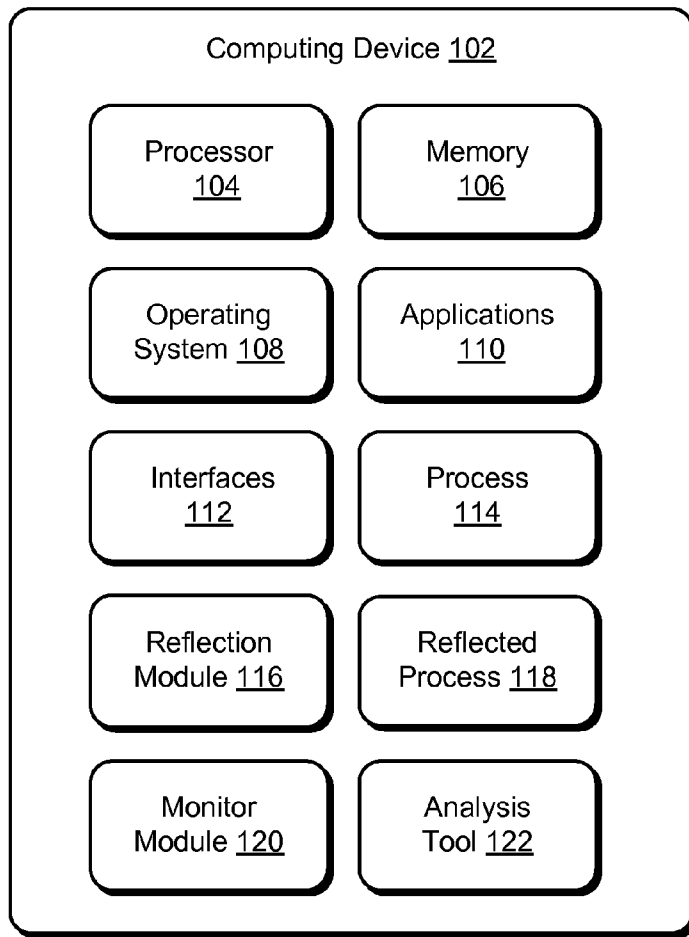 Computing Device 102
Processor
104
Memory
106
Operating
System 108
Applications
110
Interfaces
112
Process
114
Reflection
Module 116
Reflected
Process 118
Monitor
Module 120
Analysis
Tool 122